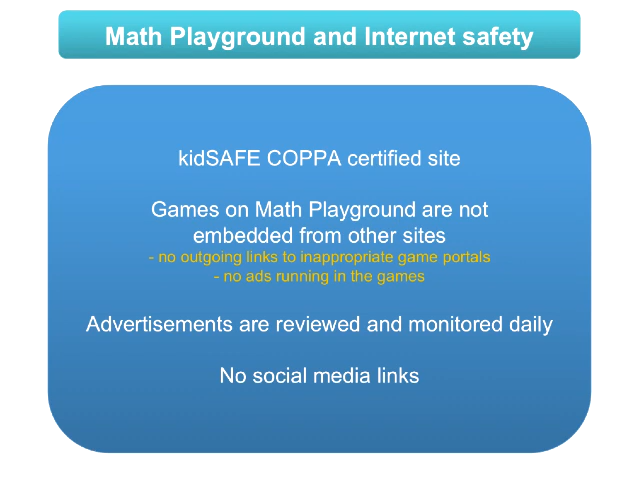 Math Playground and Internet safety
kidSAFE COPPA certified site
Games on Math Playground are not
embedded from other sites
- no outgoing links to inappropriate game portals
- no ads running in the games
Advertisements are reviewed and monitored daily
No social media links